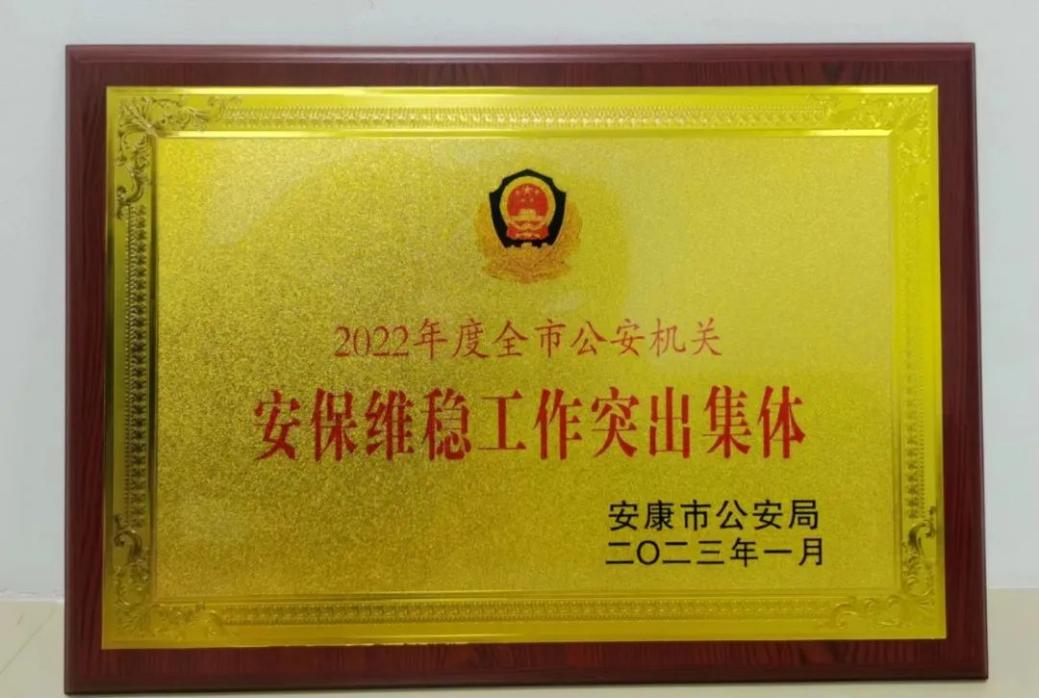 2022年度全市公安机关
安保维稳工作突出集体
安康市公安局
二〇二三年一月